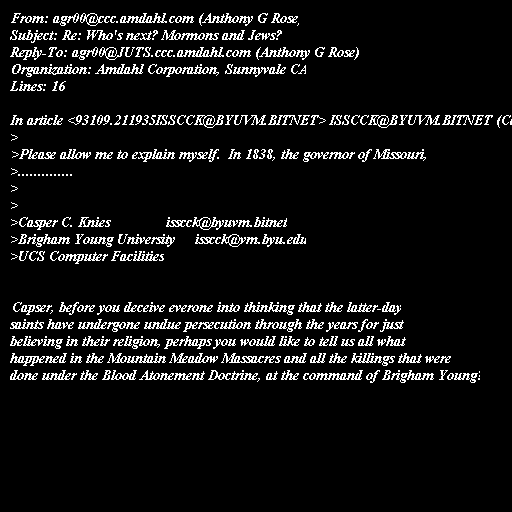 From: agr00@ccc.amdahl.com (Anthony G Rose)
Subject: Re: Who's next? Mormons and Jews?
Reply-To: agr00@JUTS.ccc.amdahl.com (Anthony G Rose)
Organization: Amdahl Corporation, Sunnyvale CA
Lines: 16

In article <93109.211935ISSCCK@BYUVM.BITNET> ISSCCK@BYUVM.BITNET (Ca
>
>Please allow me to explain myself.  In 1838, the governor of Missouri,
>..............
>
>
>Casper C. Knies              isscck@byuvm.bitnet
>Brigham Young University     isscck@vm.byu.edu
>UCS Computer Facilities

Capser, before you deceive everone into thinking that the latter-day
saints have undergone undue persecution through the years for just
believing in their religion, perhaps you would like to tell us all what
happened in the Mountain Meadow Massacres and all the killings that were
done under the Blood Atonement Doctrine, at the command of Brigham Young?